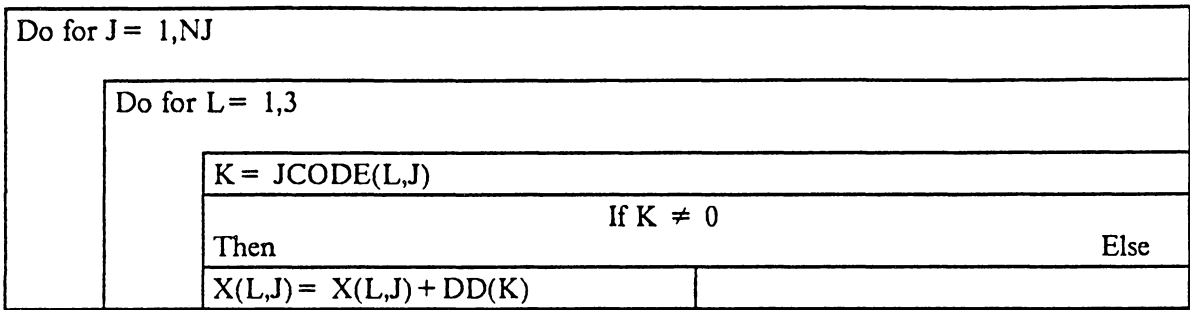 Do for J = 1,NJ
Do for L = 1,3
K = JCODE(L,J)
If K ≠ 0
Then Else
X(L,J) = X(L,J) + DD(K)